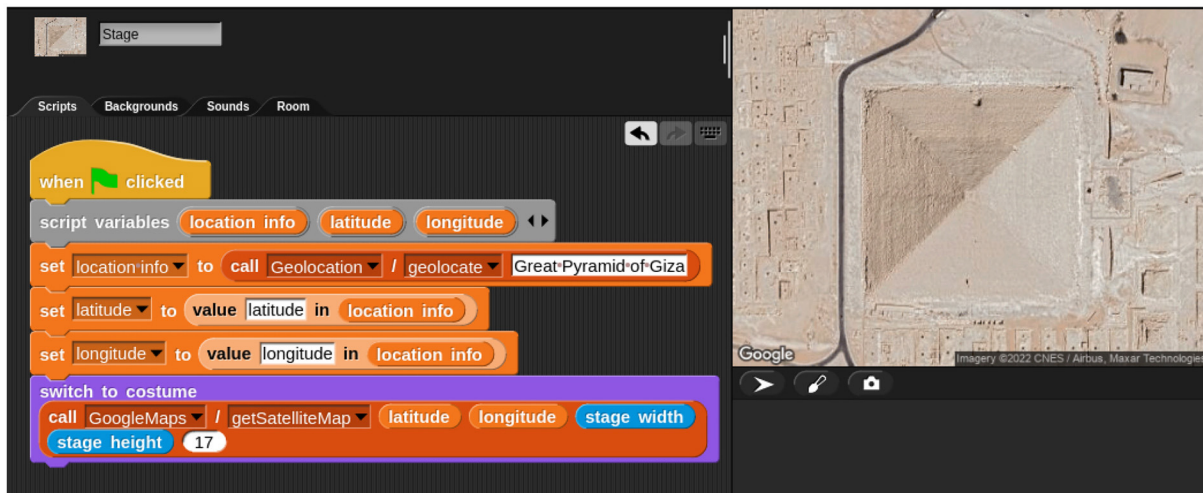 Stage
Scripts Backgrounds Sounds Room
when clicked
script variables location info latitude longitude
set location info to call Geolocation / geolocate Great Pyramid of Giza
set latitude to value latitude in location info
set longitude to value longitude in location info
switch to costume
call GoogleMaps / getSatelliteMap latitude longitude stage width
stage height 17
Google
Imagery ©2022 CNES / Airbus, Maxar Technologies